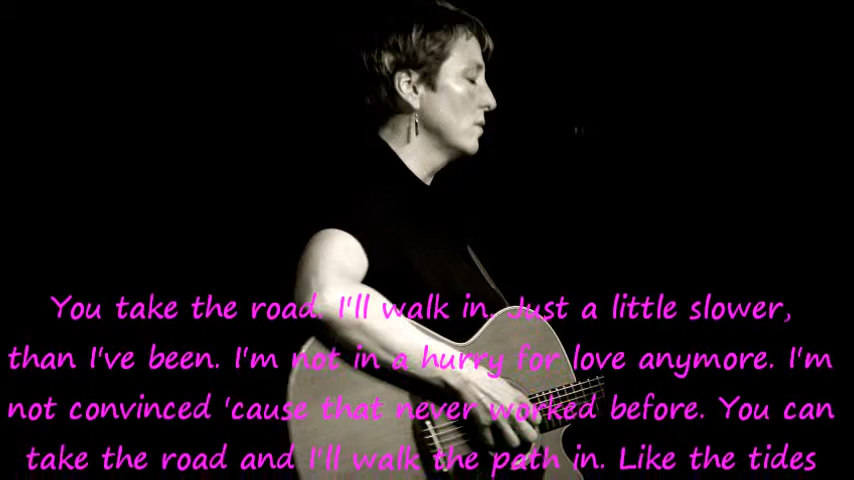 You take the road. I'll walk in. Just a little slower,
than I've been. I'm not in a hurry for love anymore. I'm
not convinced 'cause that never worked before. You can
take the road and I'll walk the path in. Like the tides